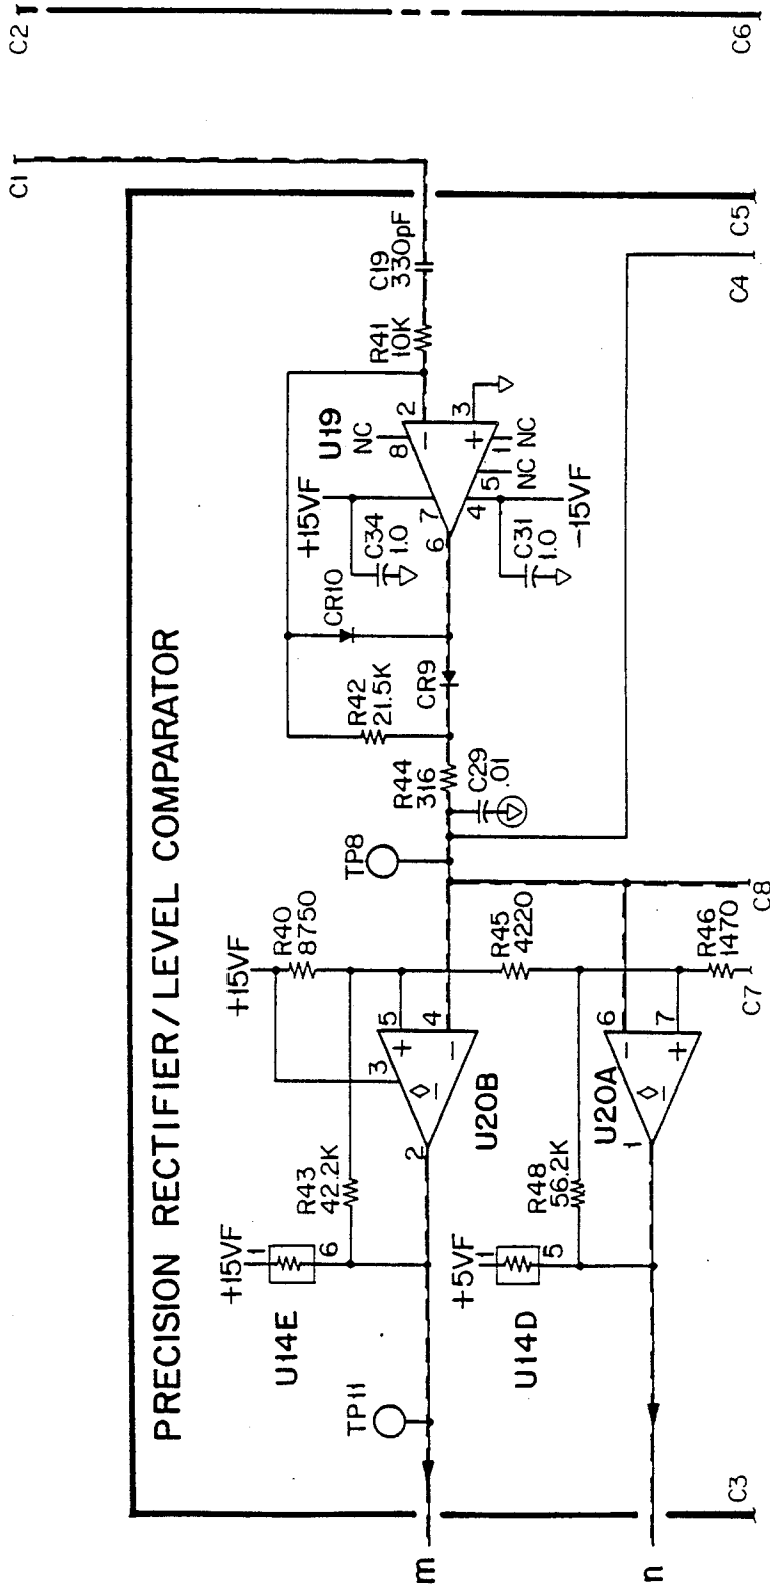 PRECISION RECTIFIER/LEVEL COMPARATOR
C2
C6
C1
C5
C4
C19
330pF
R41
10K
U19
NC
8
2
3
–
+
1
NC
5
NC
+15VF
7
4
6
C34
1.0
C31
1.0
-15VF
CR10
CR9
R42
21.5K
R44
316
C29
.01
TP8
C8
+15VF
R40
8750
R45
4220
R46
1470
C7
3
5
4
+
–
2
U20B
6
7
–
+
1
U20A
R43
42.2K
R48
56.2K
+15VF
1
6
U14E
+5VF
1
5
U14D
TP11
m
n
C3